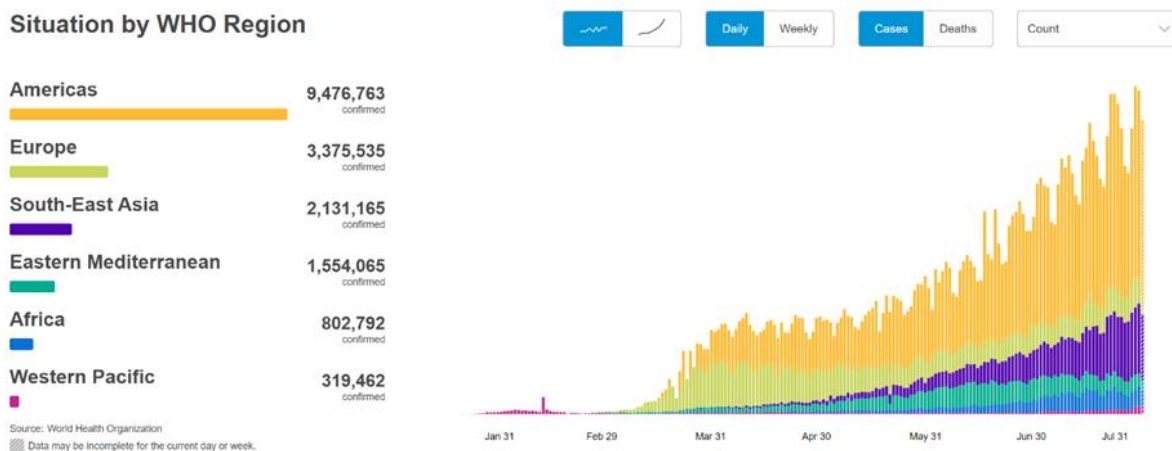 Situation by WHO Region
Daily
Weekly
Cases
Deaths
Count
Americas
9,476,763
confirmed
Europe
3,375,535
confirmed
South-East Asia
2,131,165
confirmed
Eastern Mediterranean
1,554,065
confirmed
Africa
802,792
confirmed
Western Pacific
319,462
confirmed
Source: World Health Organization
Data may be incomplete for the current day or week.
Jan 31
Feb 29
Mar 31
Apr 30
May 31
Jun 30
Jul 31